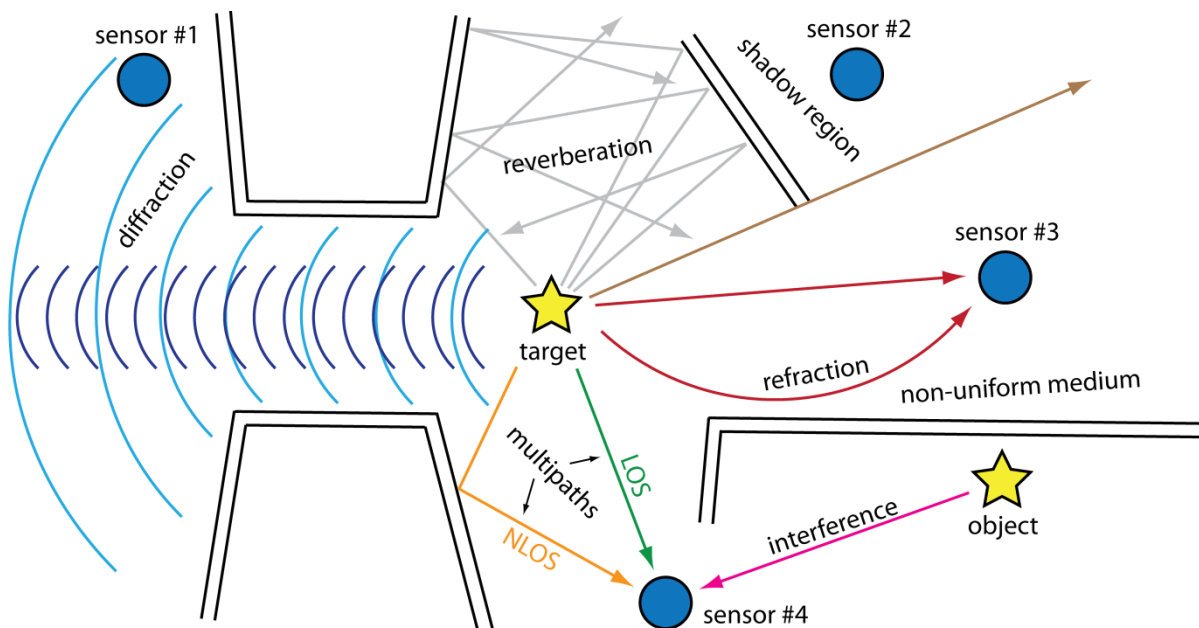 sensor #1
sensor #2
shadow region
reverberation
diffraction
sensor #3
target
refraction
non-uniform medium
multipaths
LOS
NLOS
interference
object
sensor #4